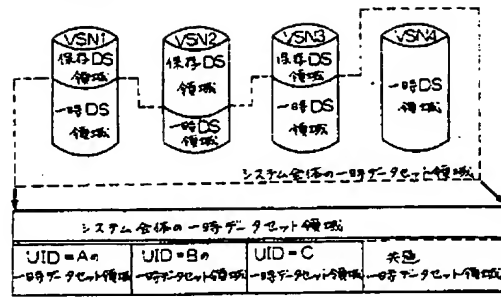 VSN1
VSN2
VSN3
VSN4
保存DS
領域
保存DS
領域
保存DS
領域
一時DS
領域
一時DS
領域
一時DS
領域
一時DS
領域
システム全体の一時データセット領域
システム全体の一時データセット領域
UID=Aの
一時データセット領域
UID=Bの
一時データセット領域
UID=C
一時データセット領域
共通
一時データセット領域